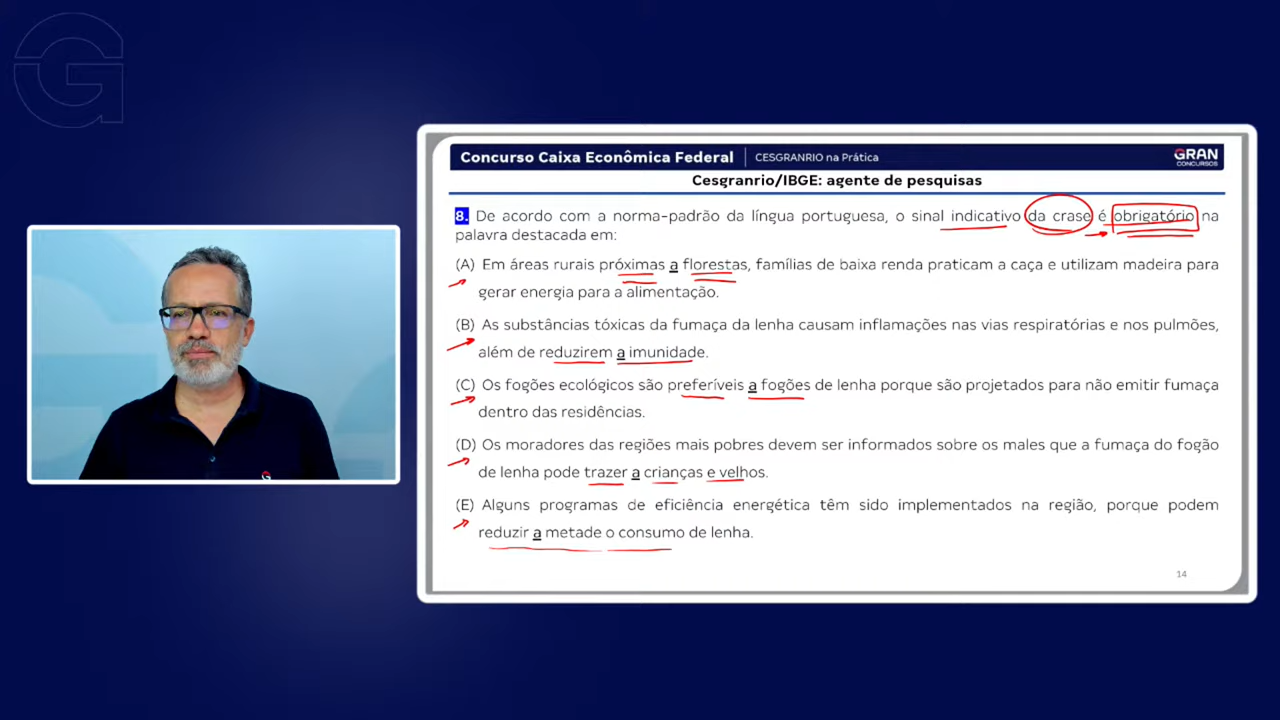 Concurso Caixa Econômica Federal CESGRANRIO na Prática GRAN CONCURSOS
Cesgranrio/IBGE: agente de pesquisas
8. De acordo com a norma-padrão da língua portuguesa, o sinal indicativo da crase é obrigatório na
palavra destacada em:
(A) Em áreas rurais próximas a florestas, famílias de baixa renda praticam a caça e utilizam madeira para
gerar energia para a alimentação.
(B) As substâncias tóxicas da fumaça da lenha causam inflamações nas vias respiratórias e nos pulmões,
além de reduzirem a imunidade.
(C) Os fogões ecológicos são preferíveis a fogões de lenha porque são projetados para não emitir fumaça
dentro das residências.
(D) Os moradores das regiões mais pobres devem ser informados sobre os males que a fumaça do fogão
de lenha pode trazer a crianças e velhos.
(E) Alguns programas de eficiência energética têm sido implementados na região, porque podem
reduzir a metade o consumo de lenha.
14